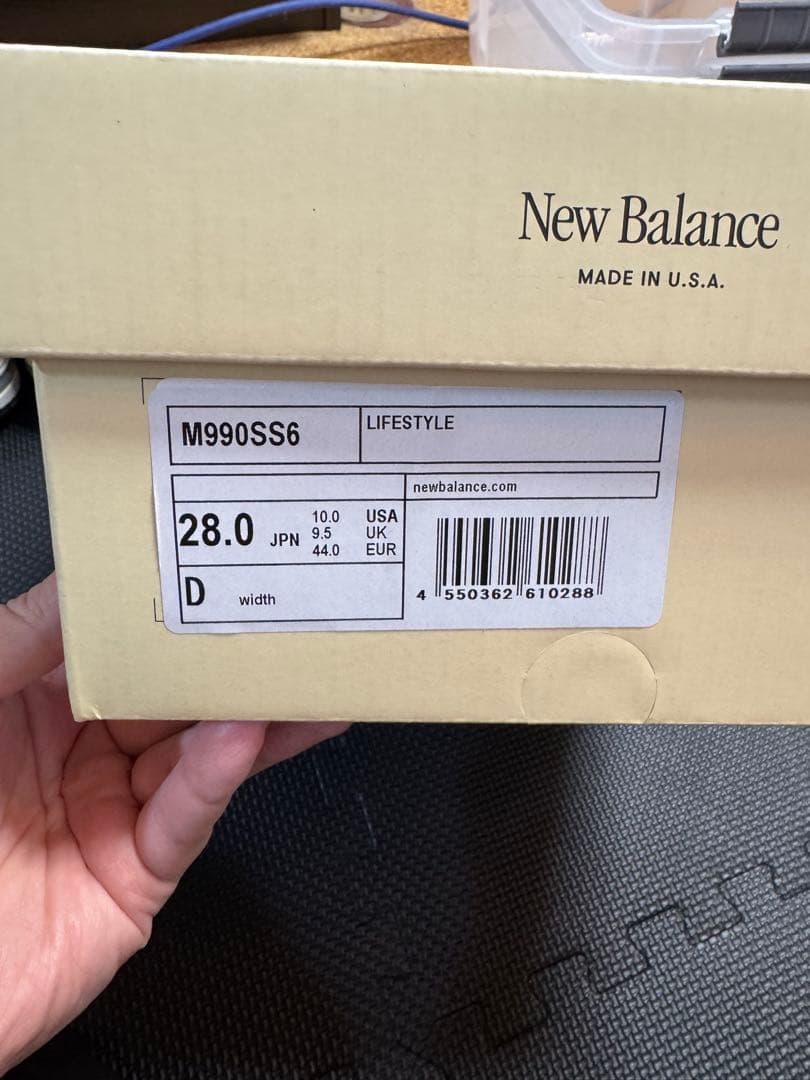 New Balance
MADE IN U.S.A.
M990SS6
LIFESTYLE
newbalance.com
28.0 JPN
10.0 USA
9.5 UK
44.0 EUR
D width
4 550362 610288